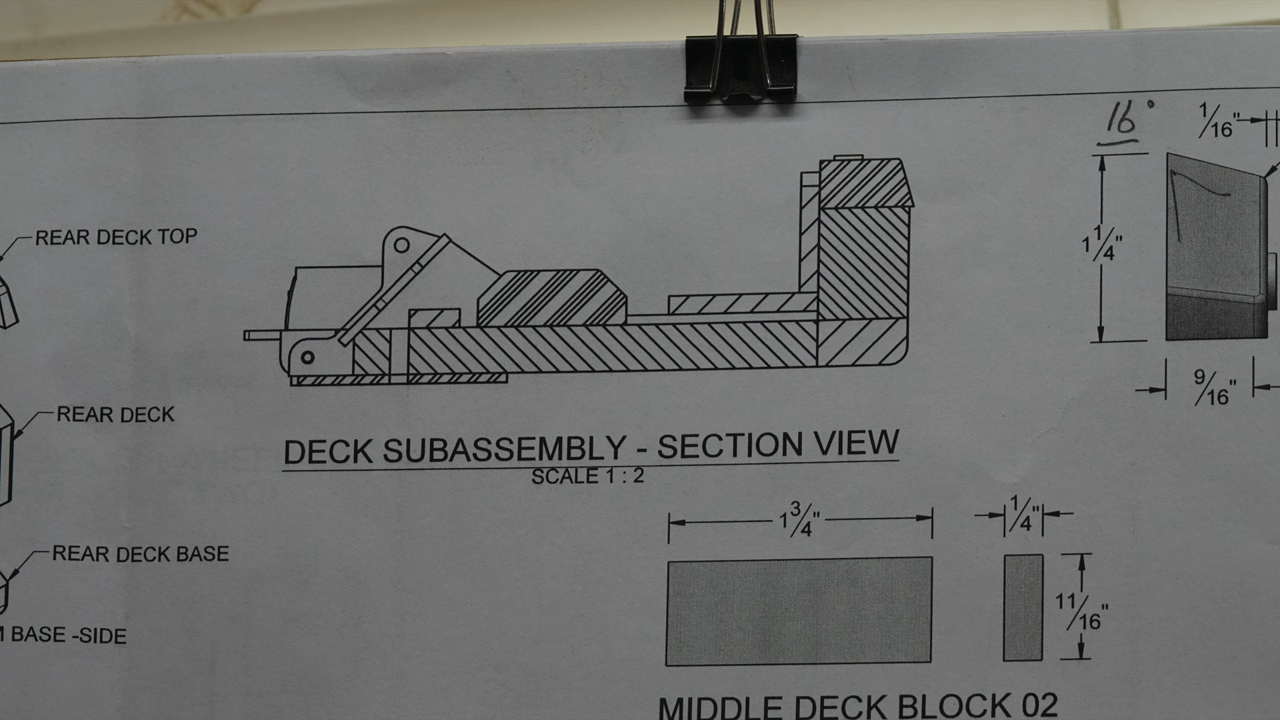 16°
1/16"
REAR DECK TOP
1 1/4"
9/16"
REAR DECK
DECK SUBASSEMBLY - SECTION VIEW
SCALE 1 : 2
1 3/4"
1/4"
REAR DECK BASE
11/16"
BASE -SIDE
MIDDLE DECK BLOCK 02